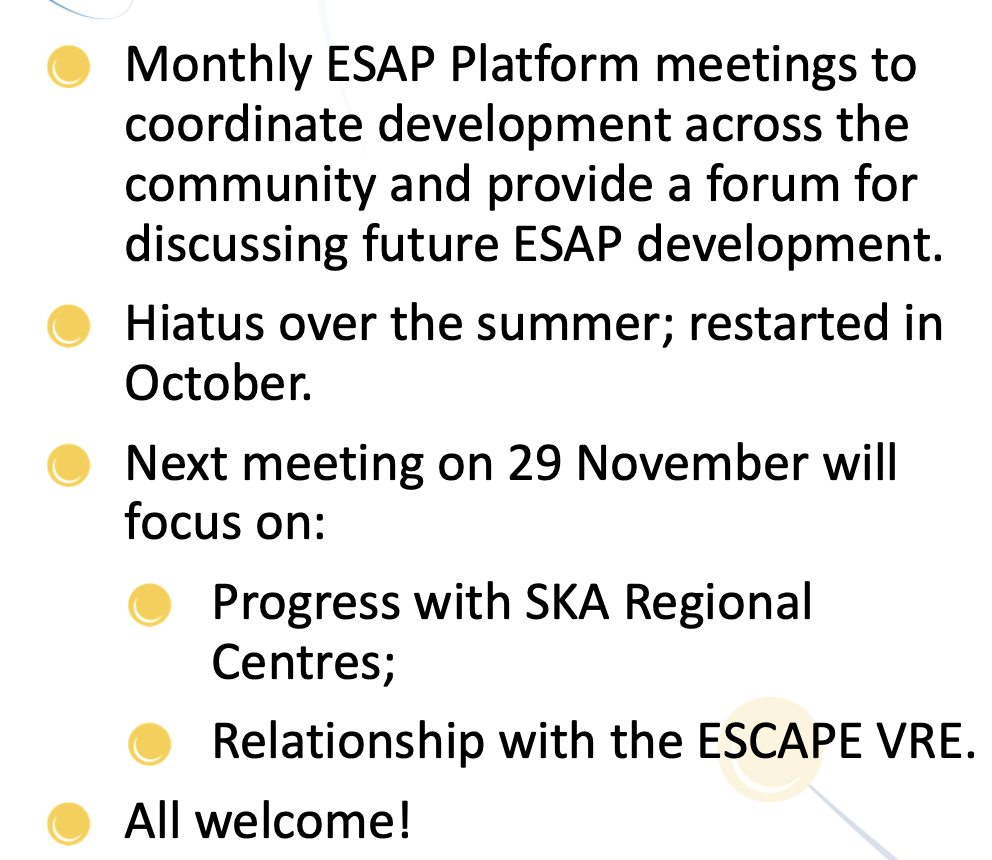 Monthly ESAP Platform meetings to
coordinate development across the
community and provide a forum for
discussing future ESAP development.
Hiatus over the summer; restarted in
October.
Next meeting on 29 November will
focus on:
Progress with SKA Regional
Centres;
Relationship with the ESCAPE VRE.
All welcome!